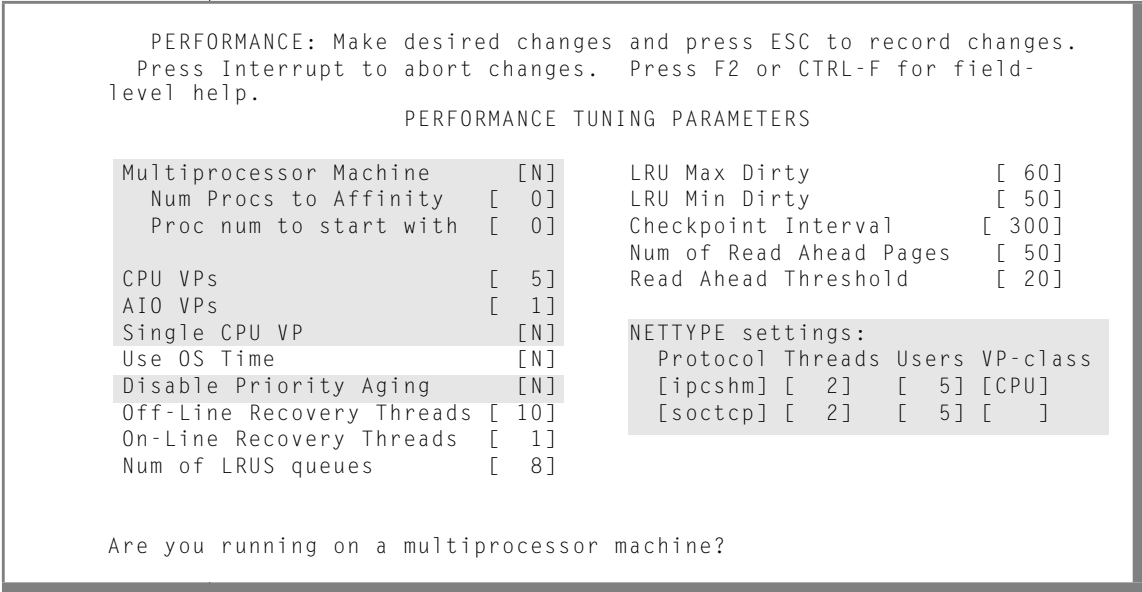 PERFORMANCE: Make desired changes and press ESC to record changes.
Press Interrupt to abort changes.  Press F2 or CTRL-F for field-
level help.
PERFORMANCE TUNING PARAMETERS
Multiprocessor Machine [N] LRU Max Dirty [ 60]
Num Procs to Affinity [ 0] LRU Min Dirty [ 50]
Proc num to start with [ 0] Checkpoint Interval [ 300]
Num of Read Ahead Pages [ 50]
CPU VPs [ 5] Read Ahead Threshold [ 20]
AIO VPs [ 1]
Single CPU VP [N] NETTYPE settings:
Use OS Time [N] Protocol Threads Users VP-class
Disable Priority Aging [N] [ipcshm] [ 2] [ 5] [CPU]
Off-Line Recovery Threads [ 10] [soctcp] [ 2] [ 5] [ ]
On-Line Recovery Threads [ 1]
Num of LRUS queues [ 8]
Are you running on a multiprocessor machine?